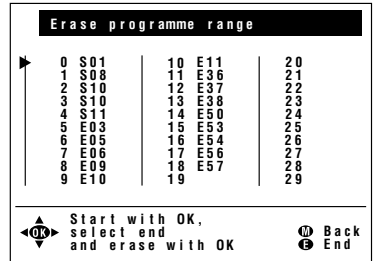 Erase programme range
0 S01 10 E11 20
1 S08 11 E36 21
2 S10 12 E37 22
3 S10 13 E38 23
4 S11 14 E50 24
5 E03 15 E53 25
6 E05 16 E54 26
7 E06 17 E56 27
8 E09 18 E57 28
9 E10 19 29
Start with OK,
OK select end M Back
and erase with OK E End